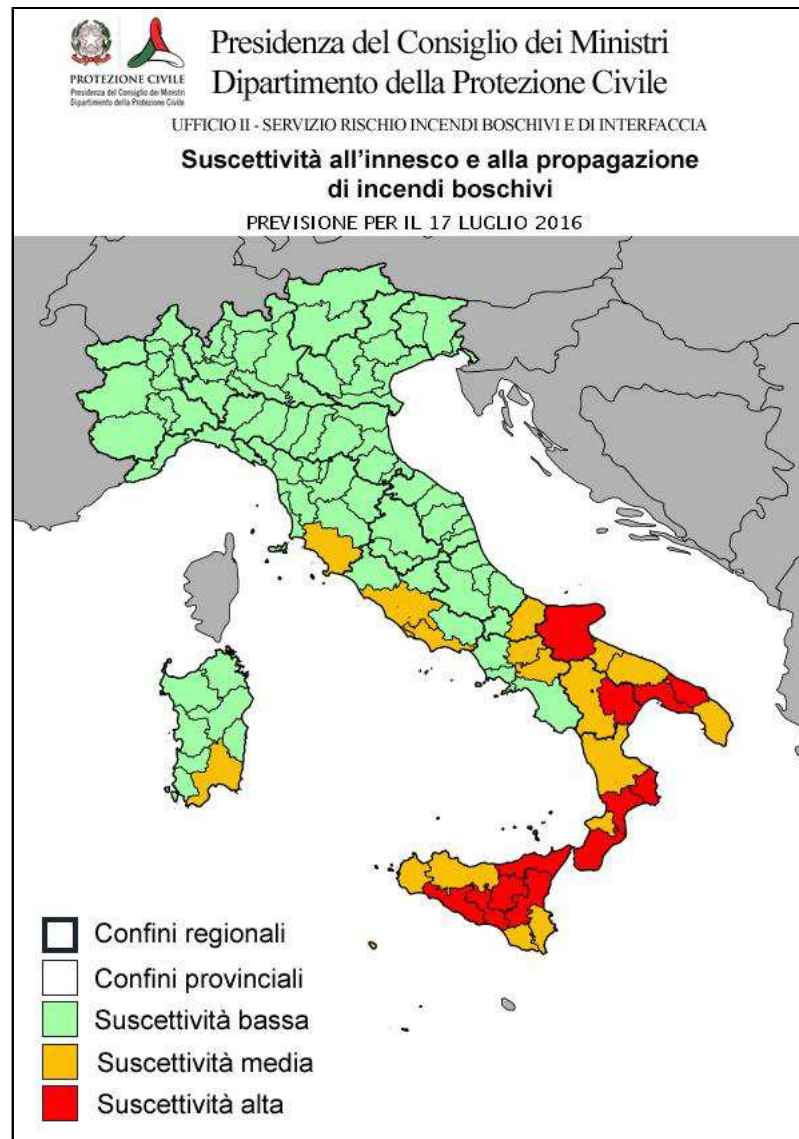 PROTEZIONE CIVILE
Presidenza del Consiglio dei Ministri
Dipartimento della Protezione Civile
Presidenza del Consiglio dei Ministri
Dipartimento della Protezione Civile
UFFICIO II - SERVIZIO RISCHIO INCENDI BOSCHIVI E DI INTERFACCIA
Suscettività all'innesco e alla propagazione
di incendi boschivi
PREVISIONE PER IL 17 LUGLIO 2016
Confini regionali
Confini provinciali
Suscettività bassa
Suscettività media
Suscettività alta